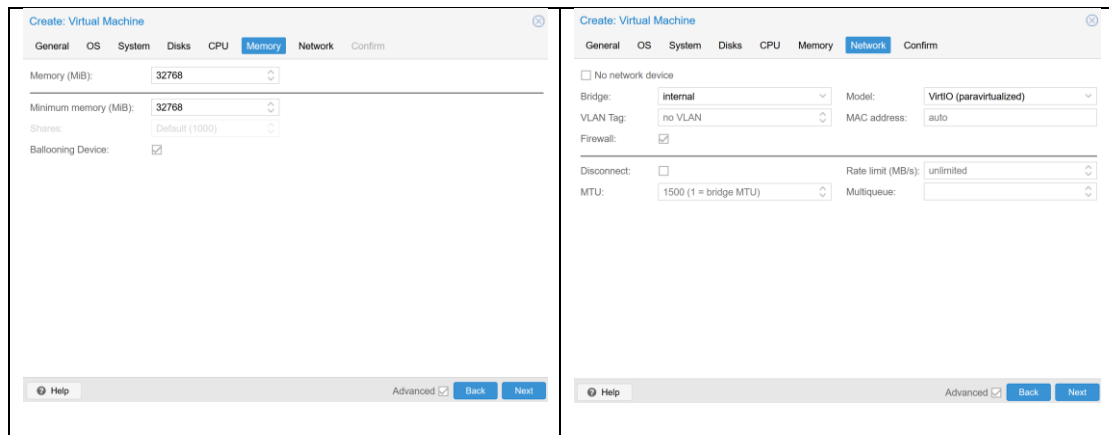 Create: Virtual Machine
General OS System Disks CPU Memory Network Confirm
Memory (MiB): 32768
Minimum memory (MiB): 32768
Shares: Default (1000)
Ballooning Device:
Help
Advanced Back Next
Create: Virtual Machine
General OS System Disks CPU Memory Network Confirm
No network device
Bridge: internal Model: VirtIO (paravirtualized)
VLAN Tag: no VLAN MAC address: auto
Firewall:
Disconnect: Rate limit (MB/s): unlimited
MTU: 1500 (1 = bridge MTU) Multiqueue:
Help
Advanced Back Next